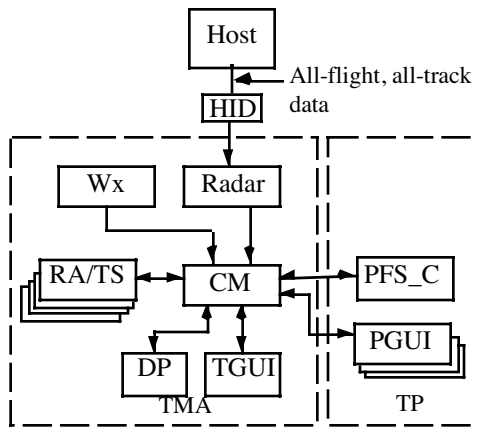 Host
All-flight, all-track
data
HID
Wx
Radar
RA/TS
CM
PFS_C
PGUI
DP
TGUI
TMA
TP